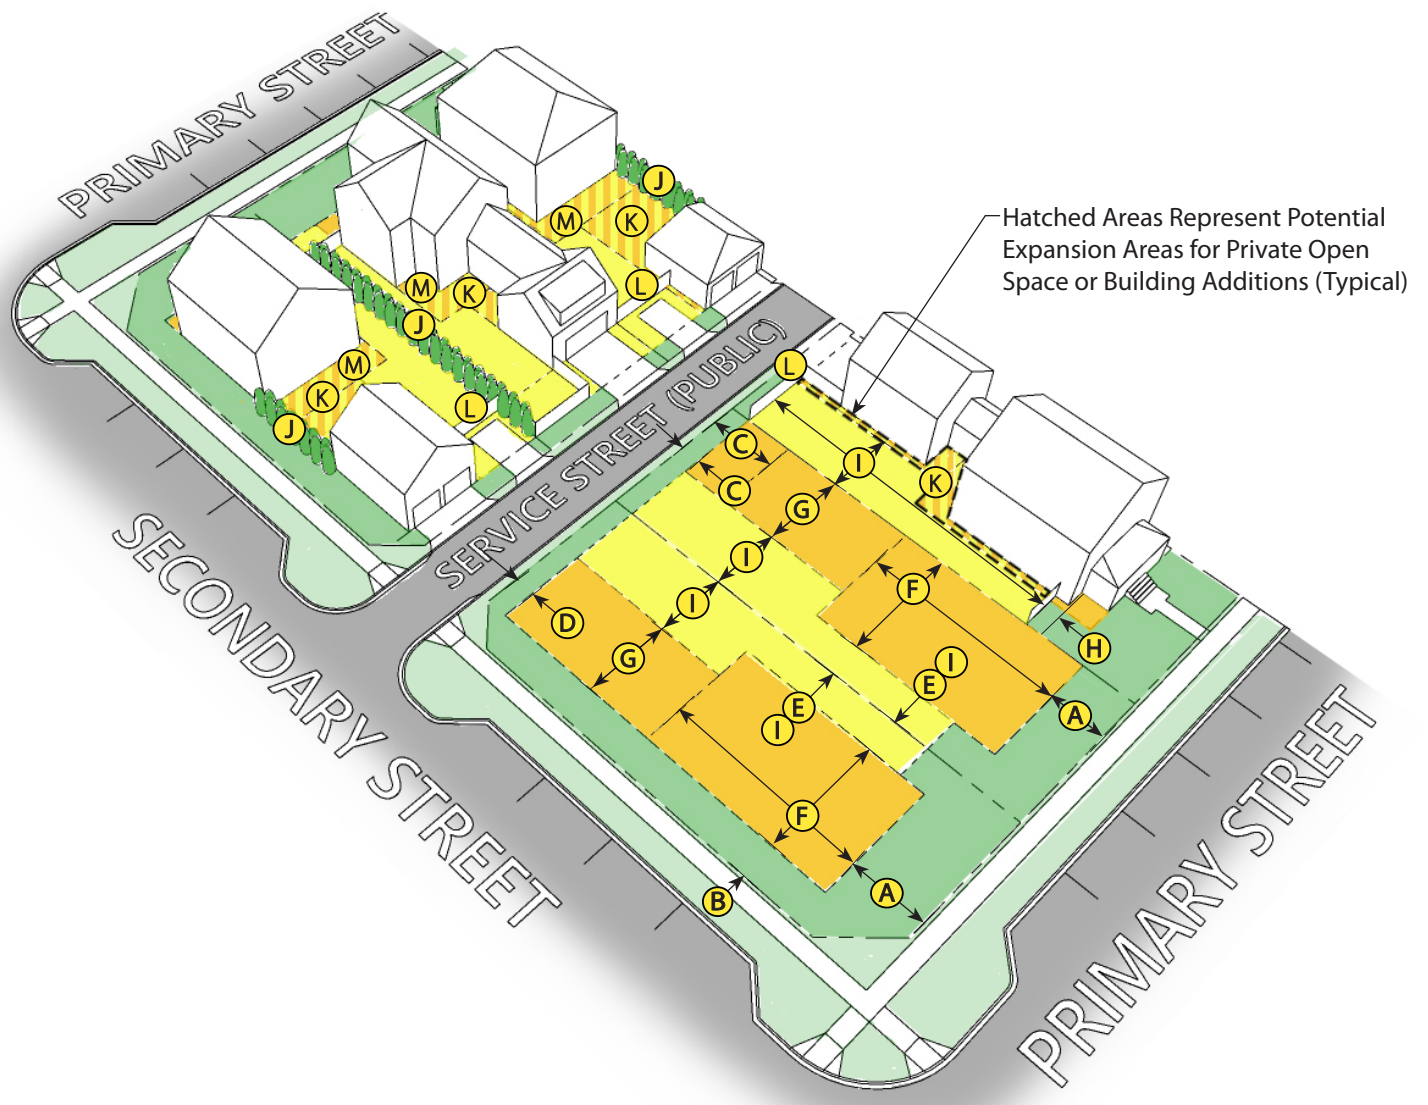 PRIMARY STREET
J
M
K
Hatched Areas Represent Potential
Expansion Areas for Private Open
Space or Building Additions (Typical)
L
M
K
J
SERVICE STREET (PUBLIC)
M
L
K
L
J
C
I
C
K
G
SECONDARY STREET
I
F
I
D
H
G
I
E
E
A
I
F
B
A
PRIMARY STREET